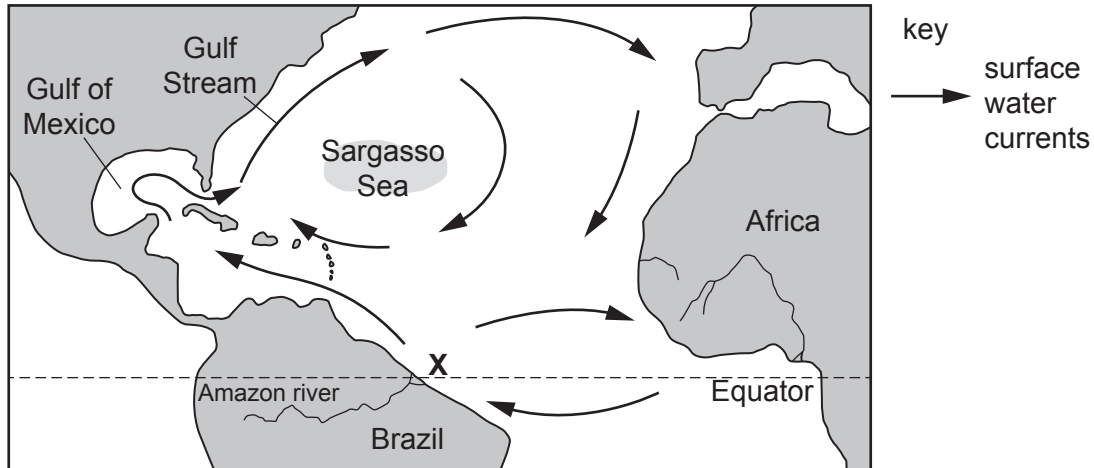 Gulf
Stream
Gulf of
Mexico
Sargasso
Sea
Africa
X
Equator
Amazon river
Brazil
key
surface
water
currents